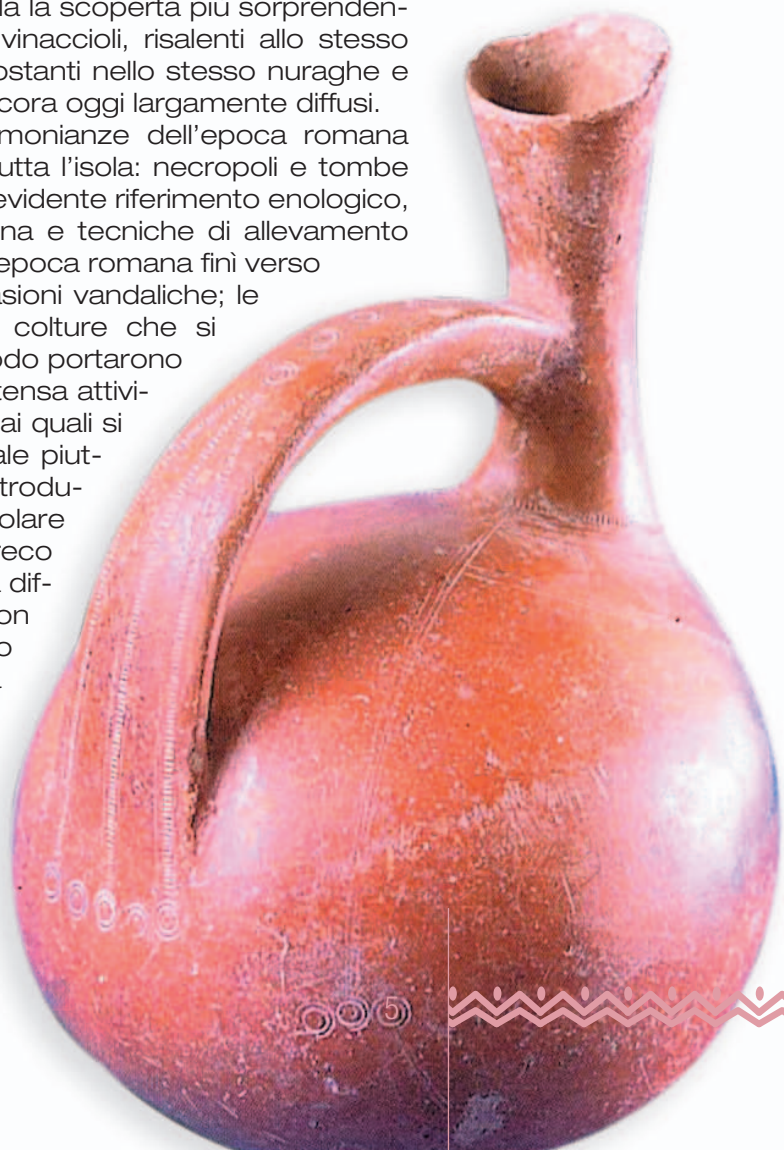 la scoperta più sorprenden-
vinaccioli, risalenti allo stesso
ostanti nello stesso nuraghe e
cora oggi largamente diffusi.
monianze dell'epoca romana
utta l'isola: necropoli e tombe
evidente riferimento enologico,
na e tecniche di allevamento
epoca romana finì verso
asioni vandaliche; le
colture che si
odo portarono
tensa attivi-
ai quali si
ale piut-
trodu-
olare
reco
dif-
on
o
5